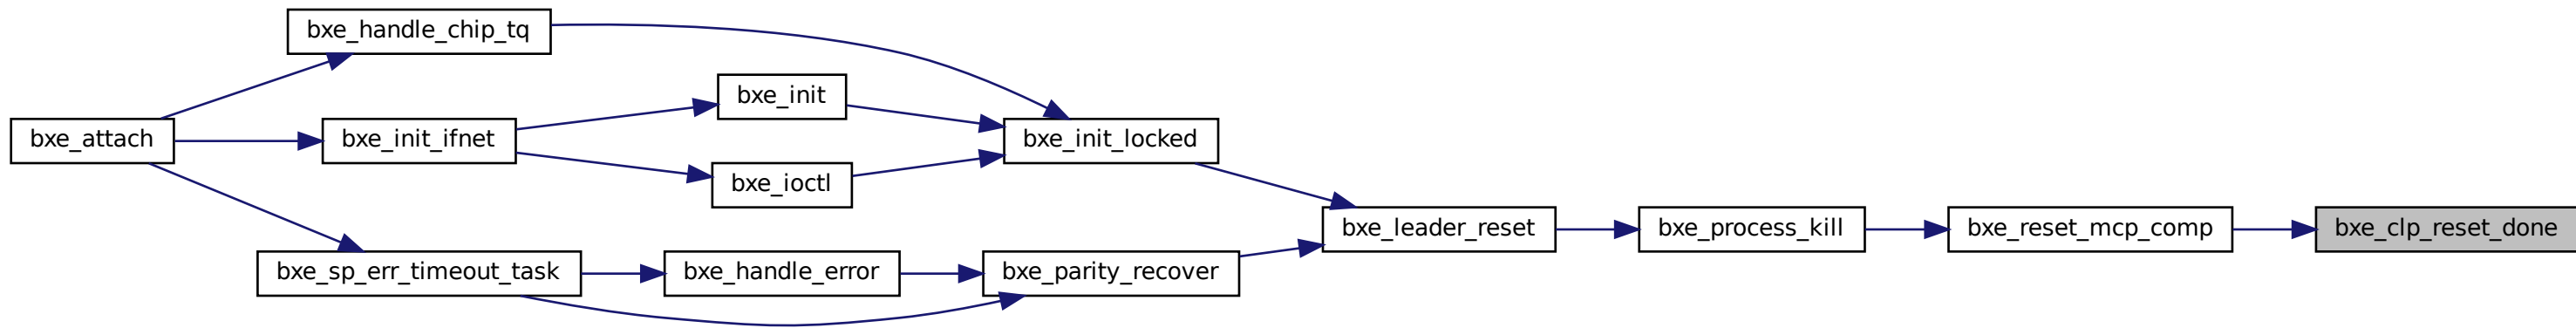 bxe_handle_chip_tq
bxe_init
bxe_attach
bxe_init_ifnet
bxe_init_locked
bxe_ioctl
bxe_leader_reset
bxe_process_kill
bxe_reset_mcp_comp
bxe_clp_reset_done
bxe_sp_err_timeout_task
bxe_handle_error
bxe_parity_recover